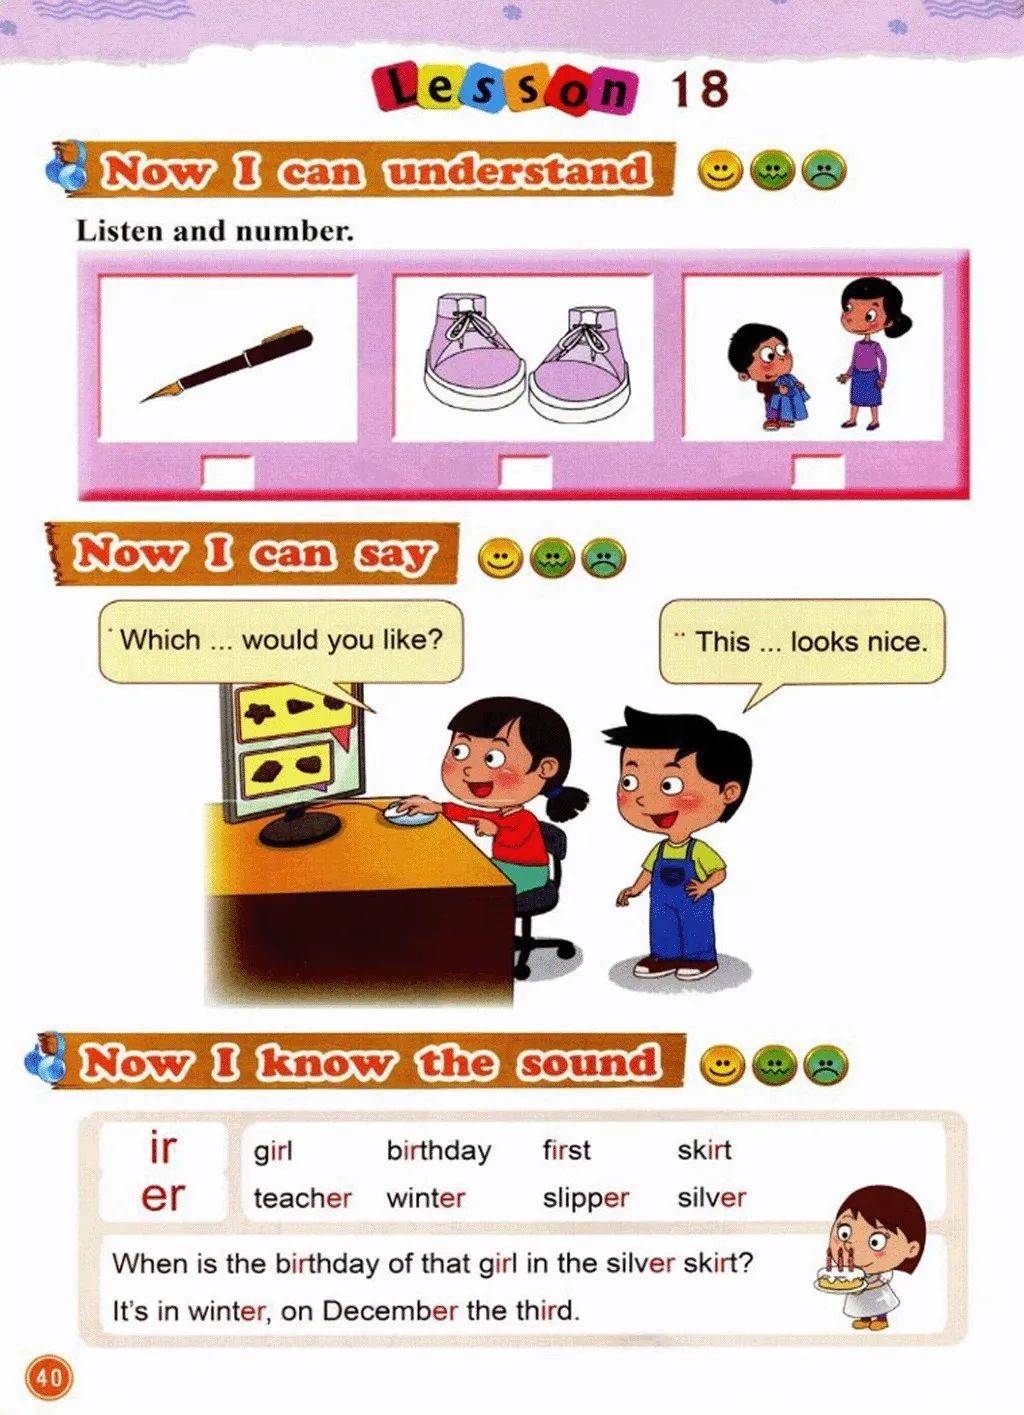 Lesson 18
Now I can understand
Listen and number.
Now I can say
Which ... would you like?
This ... looks nice.
Now I know the sound
ir girl birthday first skirt
er teacher winter slipper silver
When is the birthday of that girl in the silver skirt?
It's in winter, on December the third.
40